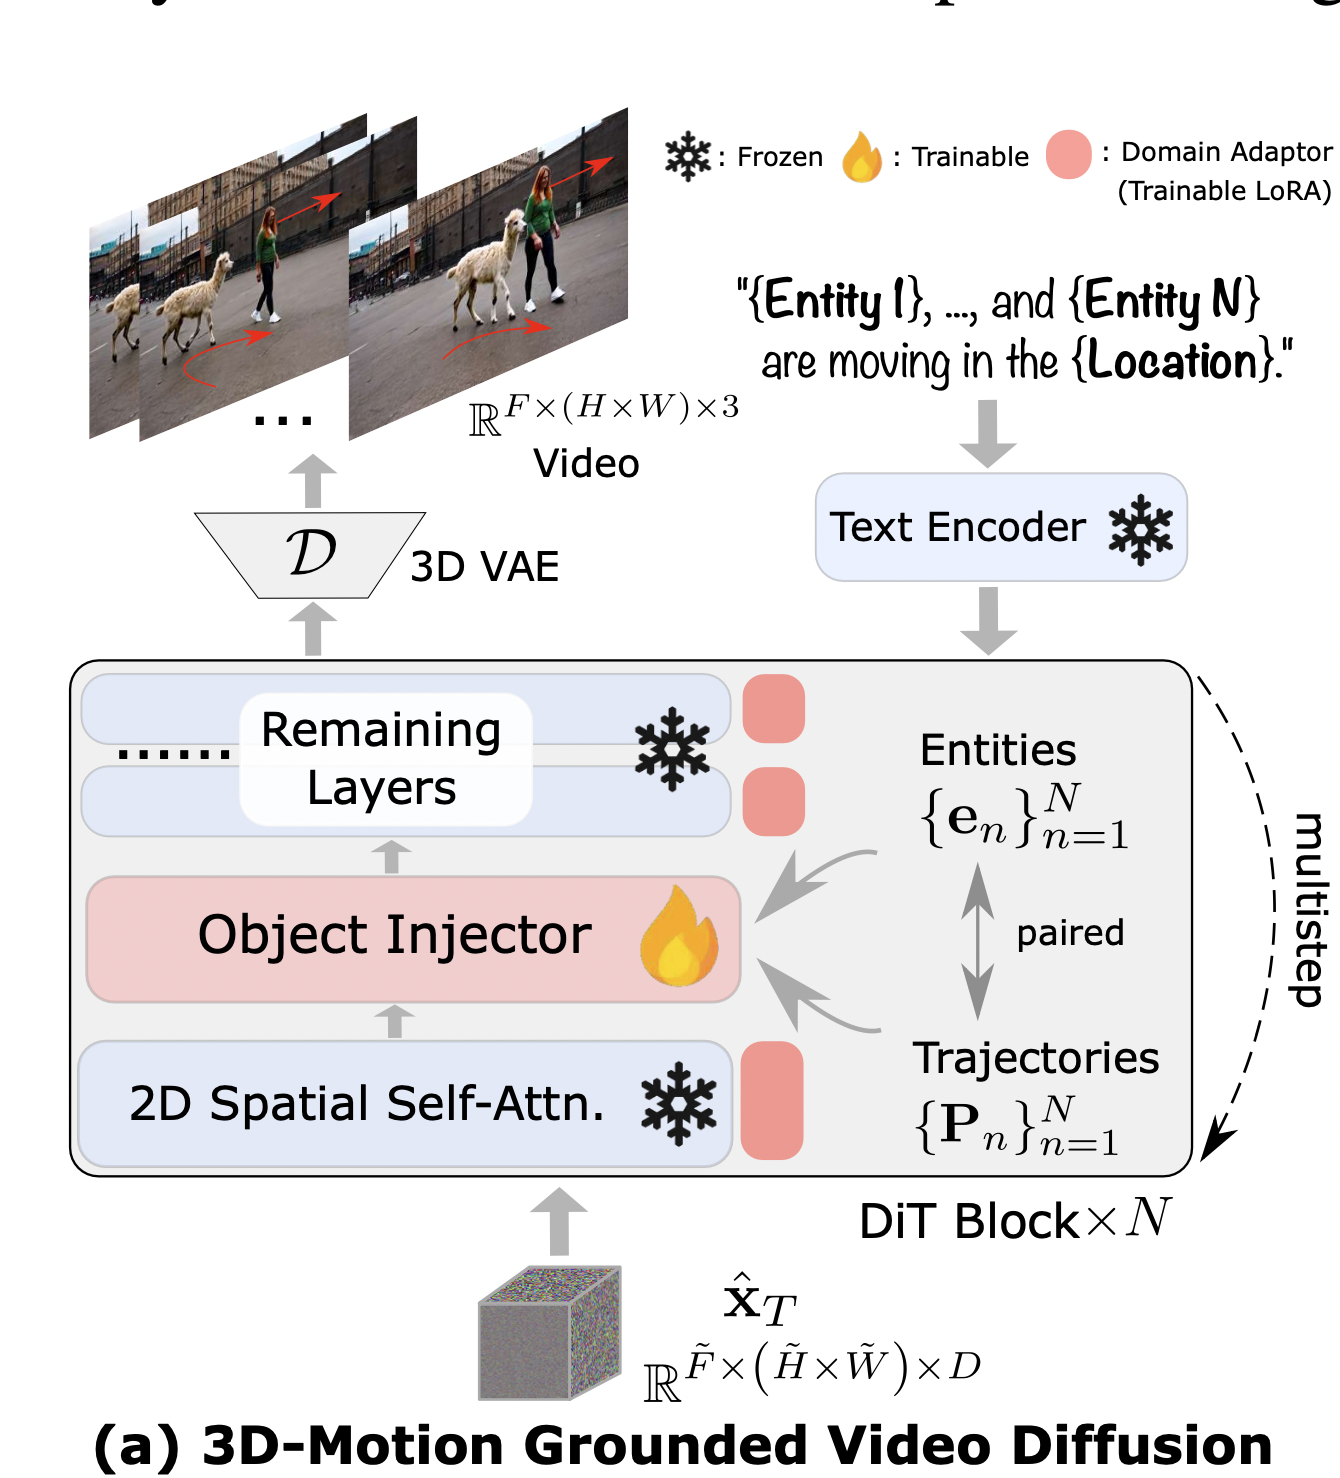 : Frozen : Trainable : Domain Adaptor
(Trainable LoRA)
"{Entity 1}, ..., and {Entity N}
are moving in the {Location}."
...
ℝ^{F×(H×W)×3}
Video
Text Encoder
𝒟
3D VAE
Remaining
......
Layers
Entities
{e_n}_{n=1}^{N}
multistep
Object Injector
paired
Trajectories
{P_n}_{n=1}^{N}
2D Spatial Self-Attn.
DiT Block×N
x̂_T
ℝ^{F̃×(H̃×W̃)×D}
(a) 3D-Motion Grounded Video Diffusion